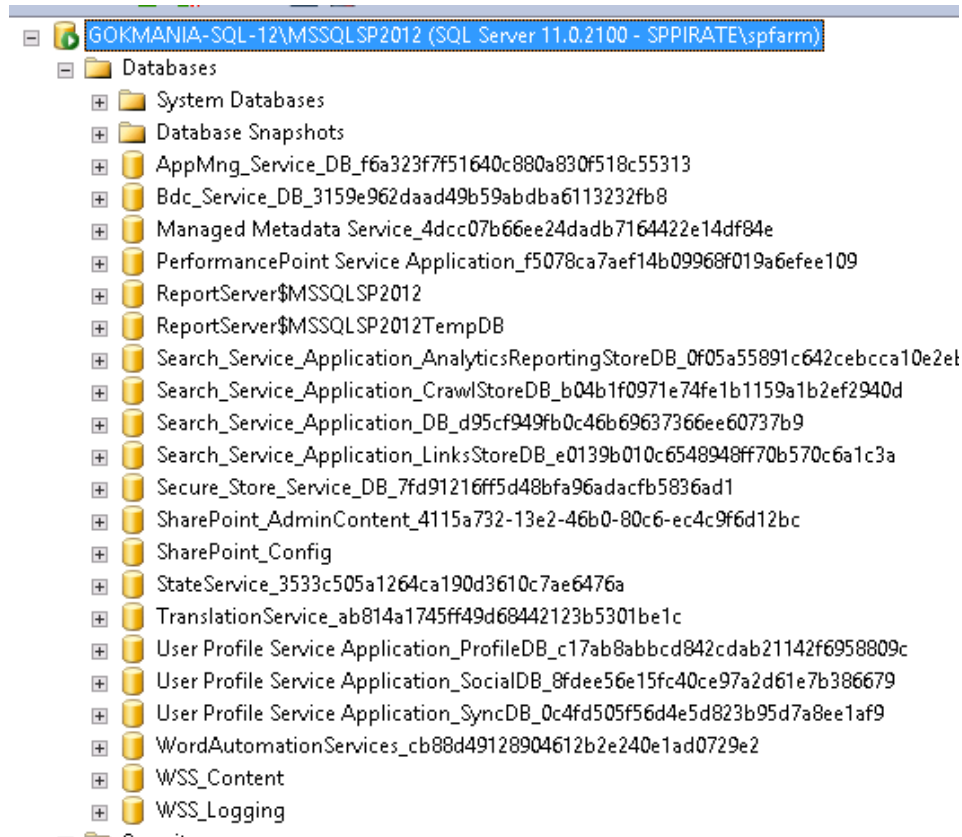 GOKMANIA-SQL-12\MSSQLSP2012 (SQL Server 11.0.2100 - SPPIRATE\spfarm)
Databases
System Databases
Database Snapshots
AppMng_Service_DB_f6a323f7f51640c880a830f518c55313
Bdc_Service_DB_3159e962daad49b59abdba6113232fb8
Managed Metadata Service_4dcc07b66ee24dadb7164422e14df84e
PerformancePoint Service Application_f5078ca7aef14b09968f019a6efee109
ReportServer$MSSQLSP2012
ReportServer$MSSQLSP2012TempDB
Search_Service_Application_AnalyticsReportingStoreDB_0f05a55891c642cebcca10e2eb
Search_Service_Application_CrawlStoreDB_b04b1f0971e74fe1b1159a1b2ef2940d
Search_Service_Application_DB_d95cf949fb0c46b69637366ee60737b9
Search_Service_Application_LinksStoreDB_e0139b010c6548948ff70b570c6a1c3a
Secure_Store_Service_DB_7fd91216ff5d48bfa96adacfb5836ad1
SharePoint_AdminContent_4115a732-13e2-46b0-80c6-ec4c9f6d12bc
SharePoint_Config
StateService_3533c505a1264ca190d3610c7ae6476a
TranslationService_ab814a1745ff49d68442123b5301be1c
User Profile Service Application_ProfileDB_c17ab8abbcd842cdab21142f6958809c
User Profile Service Application_SocialDB_8fdee56e15fc40ce97a2d61e7b386679
User Profile Service Application_SyncDB_0c4fd505f56d4e5d823b95d7a8ee1af9
WordAutomationServices_cb88d49128904612b2e240e1ad0729e2
WSS_Content
WSS_Logging